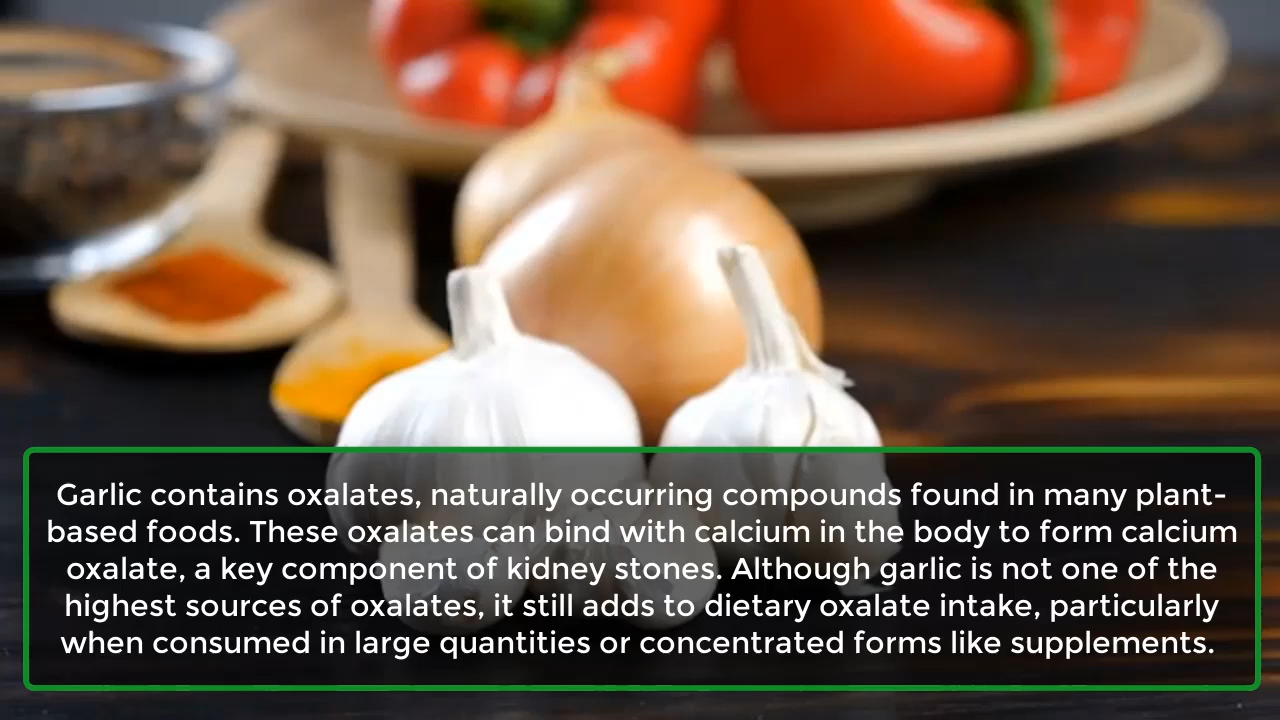 Garlic contains oxalates, naturally occurring compounds found in many plant-
based foods. These oxalates can bind with calcium in the body to form calcium
oxalate, a key component of kidney stones. Although garlic is not one of the
highest sources of oxalates, it still adds to dietary oxalate intake, particularly
when consumed in large quantities or concentrated forms like supplements.